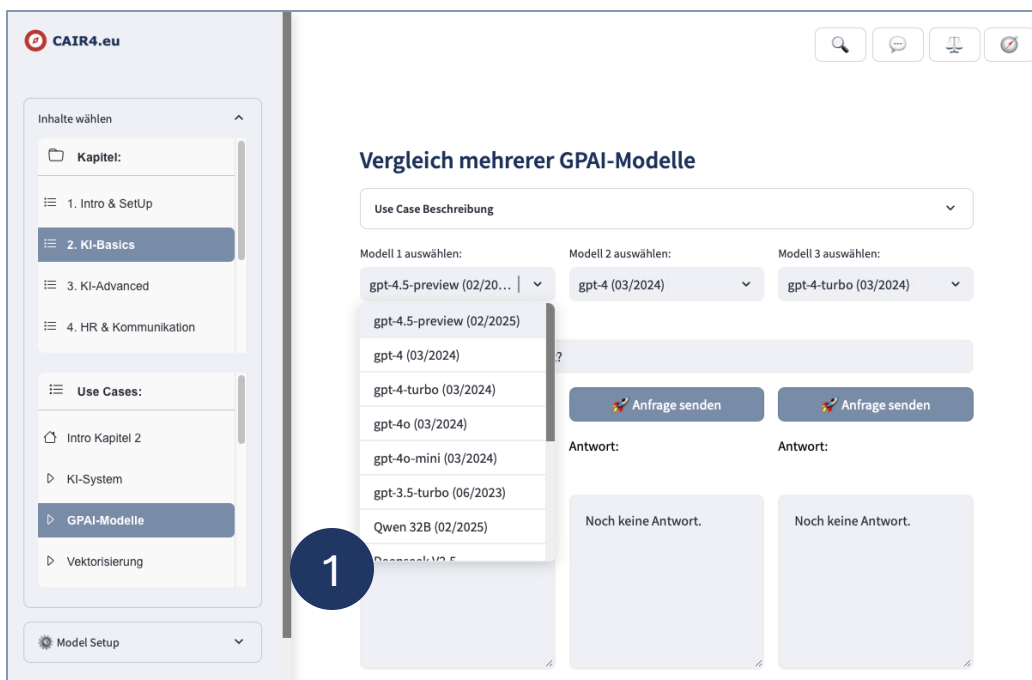 CAIR4.eu
Inhalte wählen
Kapitel:
1. Intro & SetUp
2. KI-Basics
3. KI-Advanced
4. HR & Kommunikation
Use Cases:
Intro Kapitel 2
KI-System
GPAI-Modelle
Vektorisierung
Model Setup
Vergleich mehrerer GPAI-Modelle
Use Case Beschreibung
Modell 1 auswählen:
gpt-4.5-preview (02/20...
gpt-4.5-preview (02/2025)
gpt-4 (03/2024)
gpt-4-turbo (03/2024)
gpt-4o (03/2024)
gpt-4o-mini (03/2024)
gpt-3.5-turbo (06/2023)
Qwen 32B (02/2025)
1
Modell 2 auswählen:
gpt-4 (03/2024)
Modell 3 auswählen:
gpt-4-turbo (03/2024)
?
Anfrage senden
Antwort:
Noch keine Antwort.
Anfrage senden
Antwort:
Noch keine Antwort.